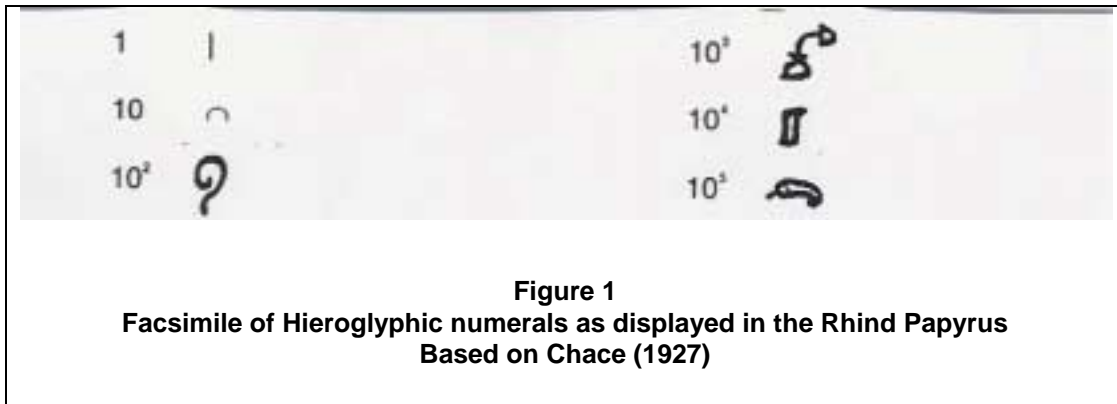 1
10
10²
10³
10⁴
10⁵
Figure 1
Facsimile of Hieroglyphic numerals as displayed in the Rhind Papyrus
Based on Chace (1927)